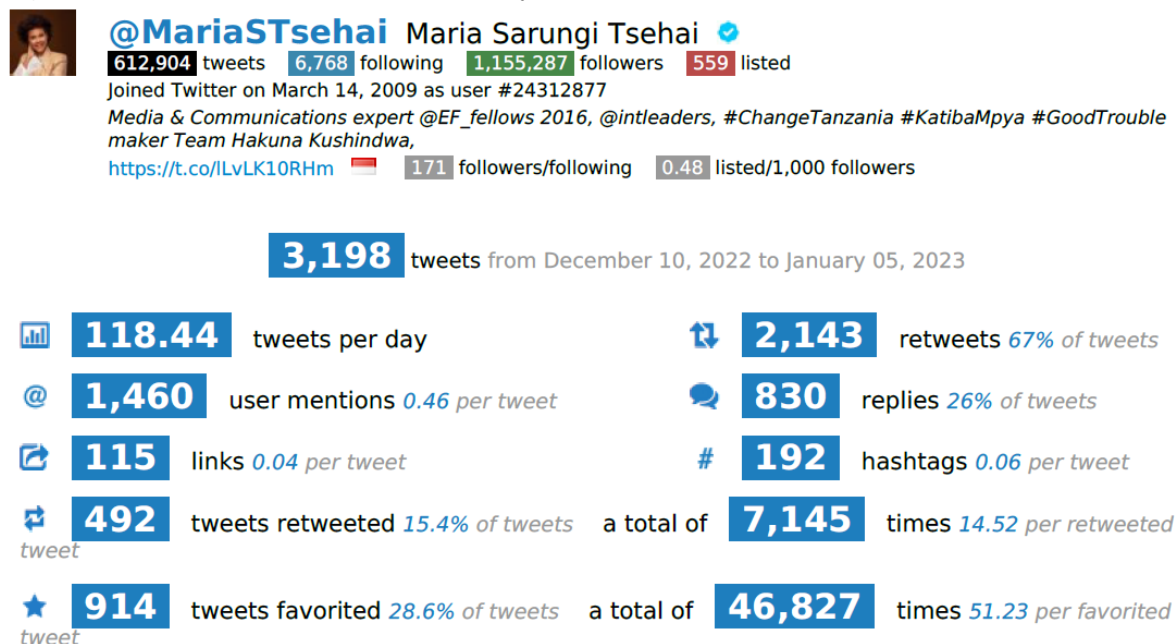 @MariaSTsehai Maria Sarungi Tsehai
612,904 tweets 6,768 following 1,155,287 followers 559 listed
Joined Twitter on March 14, 2009 as user #24312877
Media & Communications expert @EF_fellows 2016, @intleaders, #ChangeTanzania #KatibaMpya #GoodTrouble
maker Team Hakuna Kushindwa,
https://t.co/lLvLK10RHm 171 followers/following 0.48 listed/1,000 followers
3,198 tweets from December 10, 2022 to January 05, 2023
118.44 tweets per day 2,143 retweets 67% of tweets
@ 1,460 user mentions 0.46 per tweet 830 replies 26% of tweets
115 links 0.04 per tweet # 192 hashtags 0.06 per tweet
492 tweets retweeted 15.4% of tweets a total of 7,145 times 14.52 per retweeted
tweet
914 tweets favorited 28.6% of tweets a total of 46,827 times 51.23 per favorited
tweet